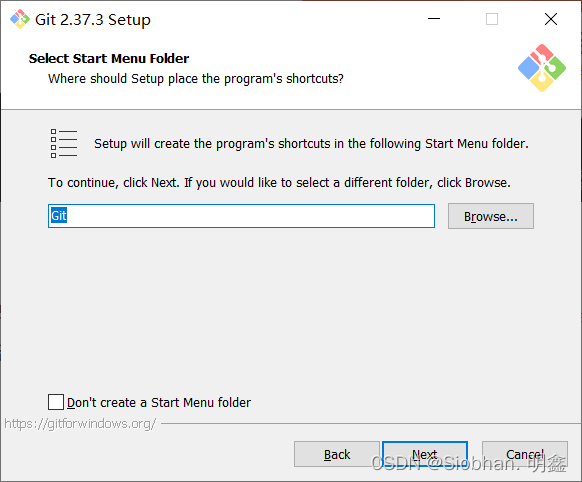 Git 2.37.3 Setup
Select Start Menu Folder
Where should Setup place the program's shortcuts?
Setup will create the program's shortcuts in the following Start Menu folder.
To continue, click Next. If you would like to select a different folder, click Browse.
Git
Browse...
Don't create a Start Menu folder
https://gitforwindows.org/
Back
Next
Cancel
CSDN @Siobhan. 明鑫